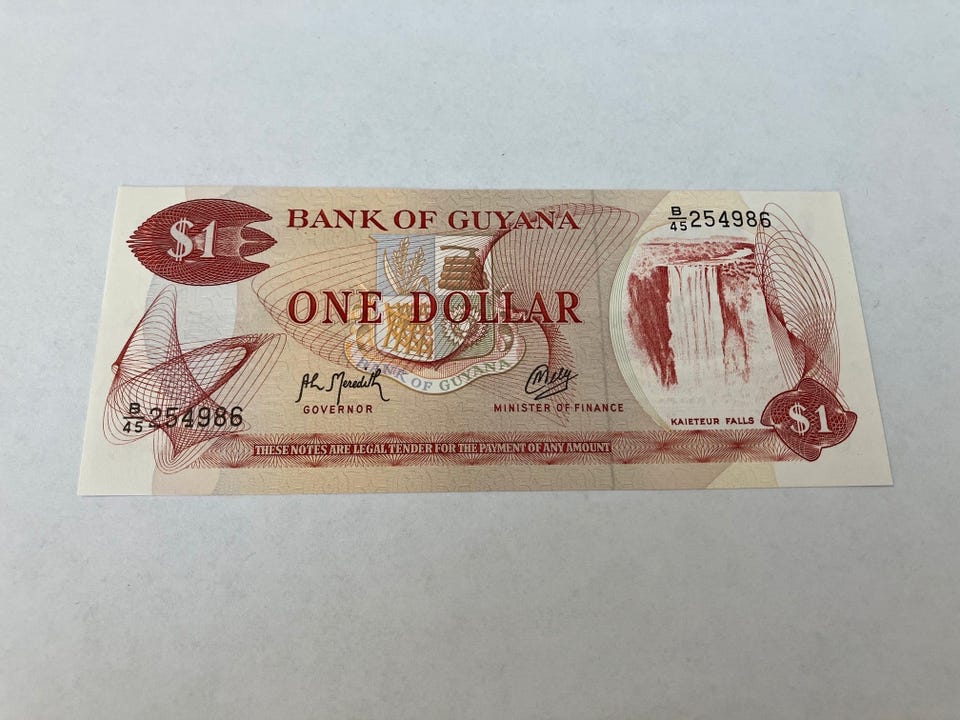 $1
BANK OF GUYANA
B/45 254986
ONE DOLLAR
BANK OF GUYANA
GOVERNOR
MINISTER OF FINANCE
KAIETEUR FALLS
B/45 254986
$1
THESE NOTES ARE LEGAL TENDER FOR THE PAYMENT OF ANY AMOUNT